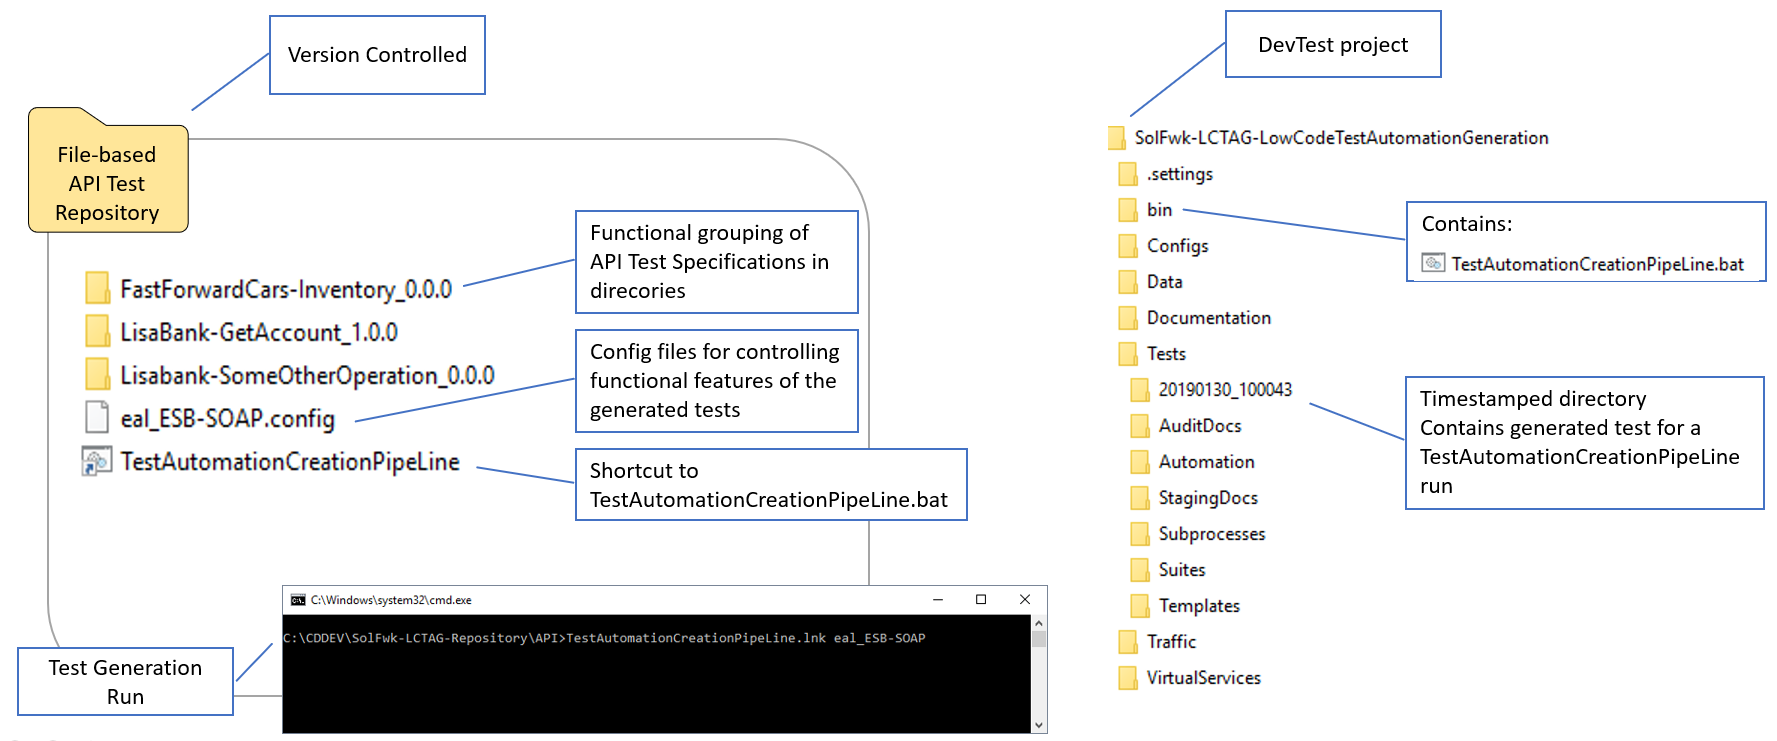 Version Controlled
File-based
API Test
Repository
FastForwardCars-Inventory_0.0.0
LisaBank-GetAccount_1.0.0
Lisabank-SomeOtherOperation_0.0.0
eal_ESB-SOAP.config
TestAutomationCreationPipeLine
Functional grouping of
API Test Specifications in
direcories
Config files for controlling
functional features of the
generated tests
Shortcut to
TestAutomationCreationPipeLine.bat
Test Generation
Run
C:\Windows\system32\cmd.exe
C:\CDDEV\SolFwk-LCTAG-Repository\API>TestAutomationCreationPipeLine.lnk eal_ESB-SOAP
DevTest project
SolFwk-LCTAG-LowCodeTestAutomationGeneration
.settings
bin
Configs
Data
Documentation
Tests
20190130_100043
AuditDocs
Automation
StagingDocs
Subprocesses
Suites
Templates
Traffic
VirtualServices
Contains:
TestAutomationCreationPipeLine.bat
Timestamped directory
Contains generated test for a
TestAutomationCreationPipeLine
run